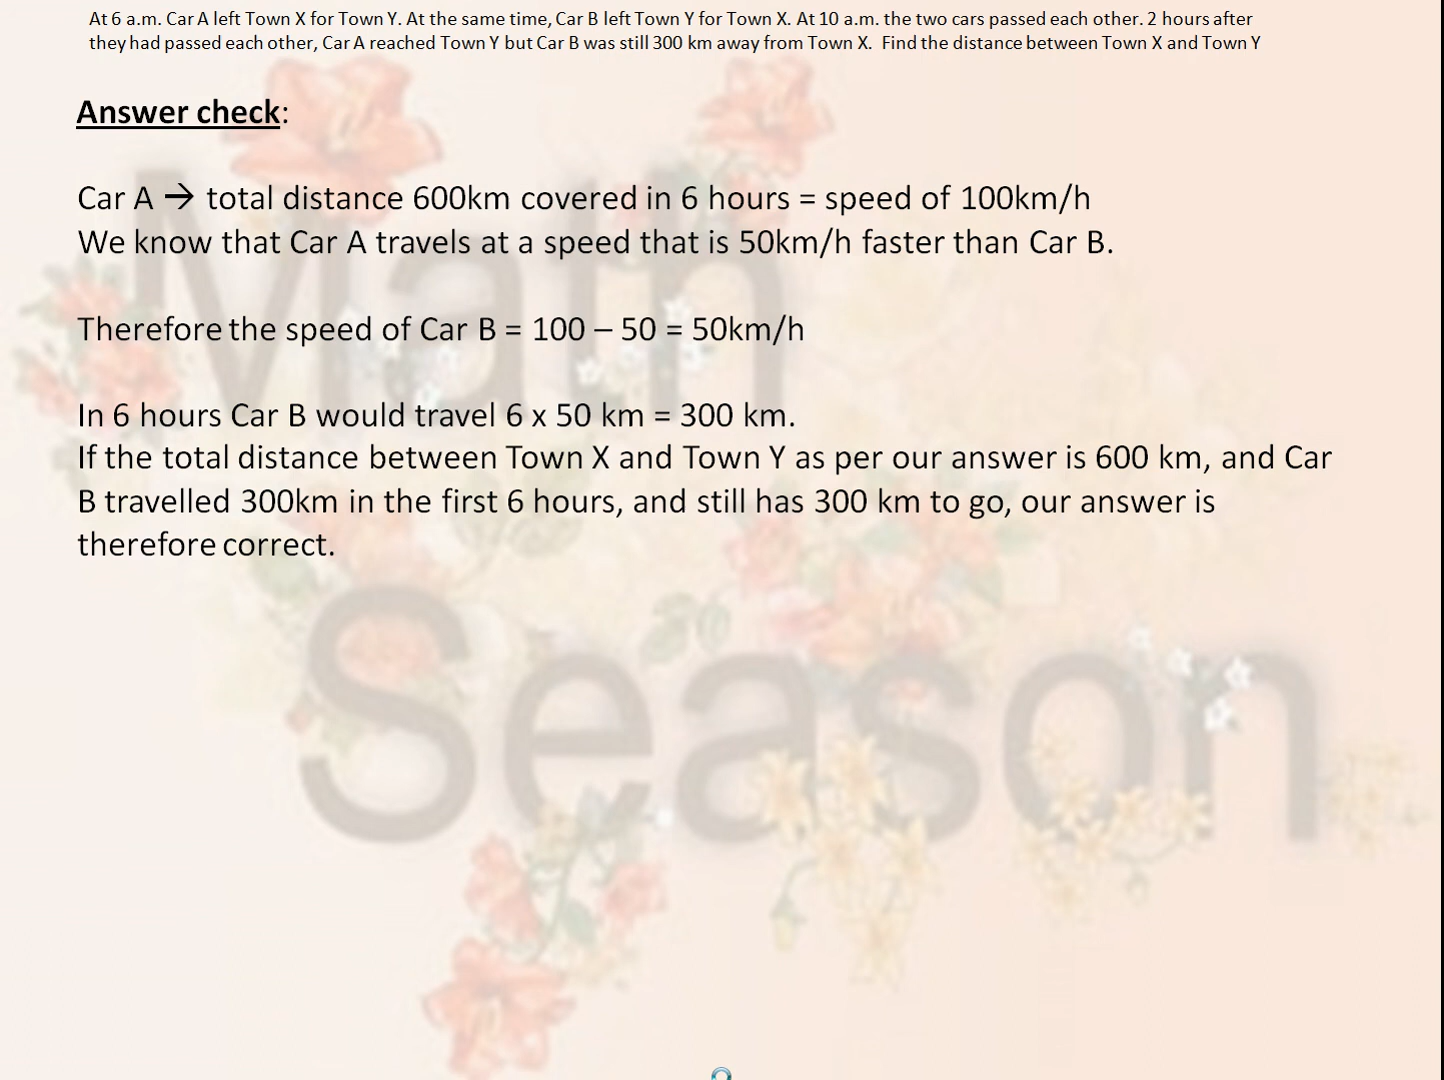 At 6 a.m. Car A left Town X for Town Y. At the same time, Car B left Town Y for Town X. At 10 a.m. the two cars passed each other. 2 hours after
they had passed each other, Car A reached Town Y but Car B was still 300 km away from Town X. Find the distance between Town X and Town Y
Answer check:
Car A → total distance 600km covered in 6 hours = speed of 100km/h
We know that Car A travels at a speed that is 50km/h faster than Car B.
Therefore the speed of Car B = 100 – 50 = 50km/h
In 6 hours Car B would travel 6 x 50 km = 300 km.
If the total distance between Town X and Town Y as per our answer is 600 km, and Car
B travelled 300km in the first 6 hours, and still has 300 km to go, our answer is
therefore correct.
Math
Season